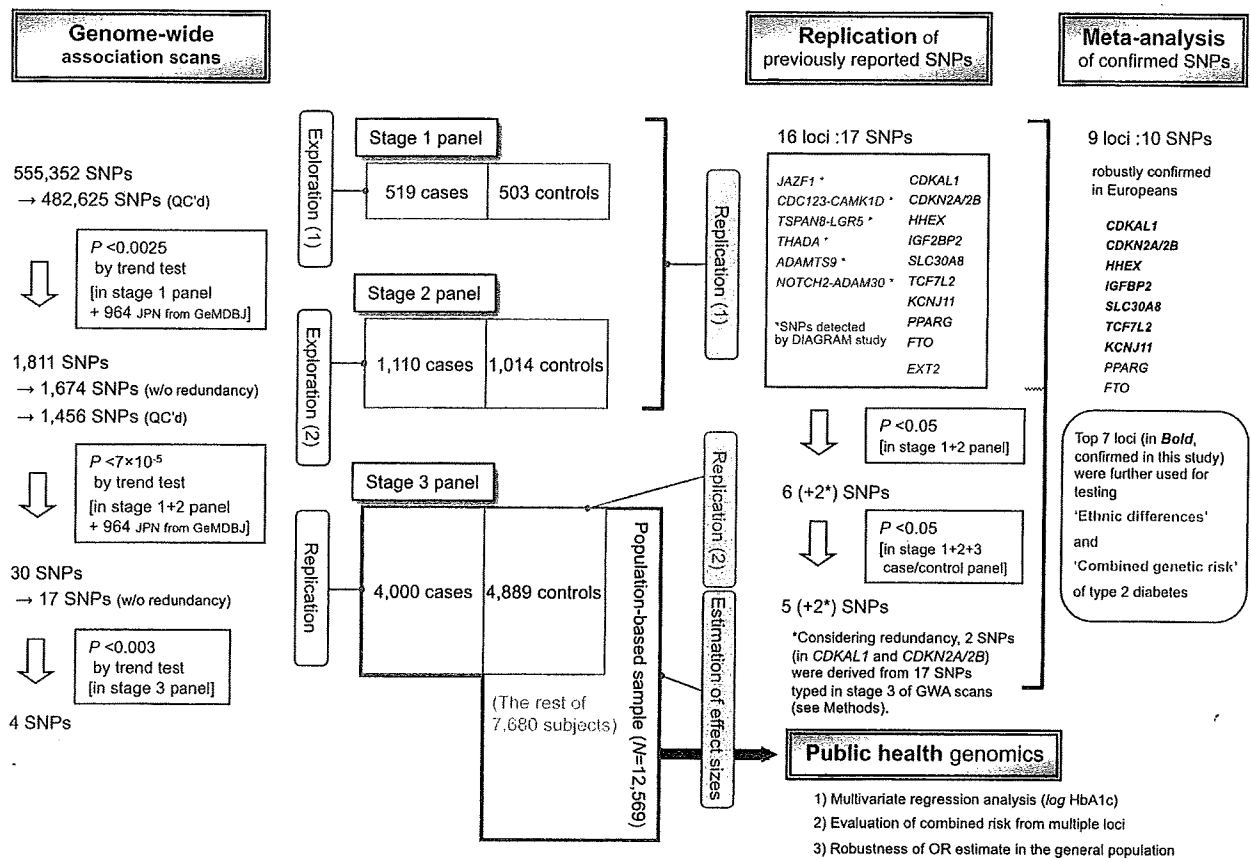 Genome-wide
association scans
555,352 SNPs
→ 482,625 SNPs (QC'd)
P <0.0025
by trend test
[in stage 1 panel
+ 964 JPN from GeMDBJ]
1,811 SNPs
→ 1,674 SNPs (w/o redundancy)
→ 1,456 SNPs (QC'd)
P <7×10-5
by trend test
[in stage 1+2 panel
+ 964 JPN from GeMDBJ]
30 SNPs
→ 17 SNPs (w/o redundancy)
P <0.003
by trend test
[in stage 3 panel]
4 SNPs
Exploration (1)
Stage 1 panel
519 cases
503 controls
Exploration (2)
Stage 2 panel
1,110 cases
1,014 controls
Replication
Stage 3 panel
4,000 cases
4,889 controls
(The rest of
7,680 subjects)
Population-based sample (N=12,569)
Replication (1)
Replication (2)
Estimation of effect sizes
Replication of
previously reported SNPs
16 loci :17 SNPs
JAZF1 *
CDC123-CAMK1D *
TSPAN8-LGR5 *
THADA *
ADAMTS9 *
NOTCH2-ADAM30 *
*SNPs detected
by DIAGRAM study
CDKAL1
CDKN2A/2B
HHEX
IGF2BP2
SLC30A8
TCF7L2
KCNJ11
PPARG
FTO
EXT2
P <0.05
[in stage 1+2 panel]
6 (+2*) SNPs
P <0.05
[in stage 1+2+3
case/control panel]
5 (+2*) SNPs
*Considering redundancy, 2 SNPs
(in CDKAL1 and CDKN2A/2B)
were derived from 17 SNPs
typed in stage 3 of GWA scans
(see Methods).
Meta-analysis
of confirmed SNPs
9 loci :10 SNPs
robustly confirmed
in Europeans
CDKAL1
CDKN2A/2B
HHEX
IGFBP2
SLC30A8
TCF7L2
KCNJ11
PPARG
FTO
Top 7 loci (in Bold,
confirmed in this study)
were further used for
testing
'Ethnic differences'
and
'Combined genetic risk'
of type 2 diabetes
Public health genomics
1) Multivariate regression analysis (log HbA1c)
2) Evaluation of combined risk from multiple loci
3) Robustness of OR estimate in the general population